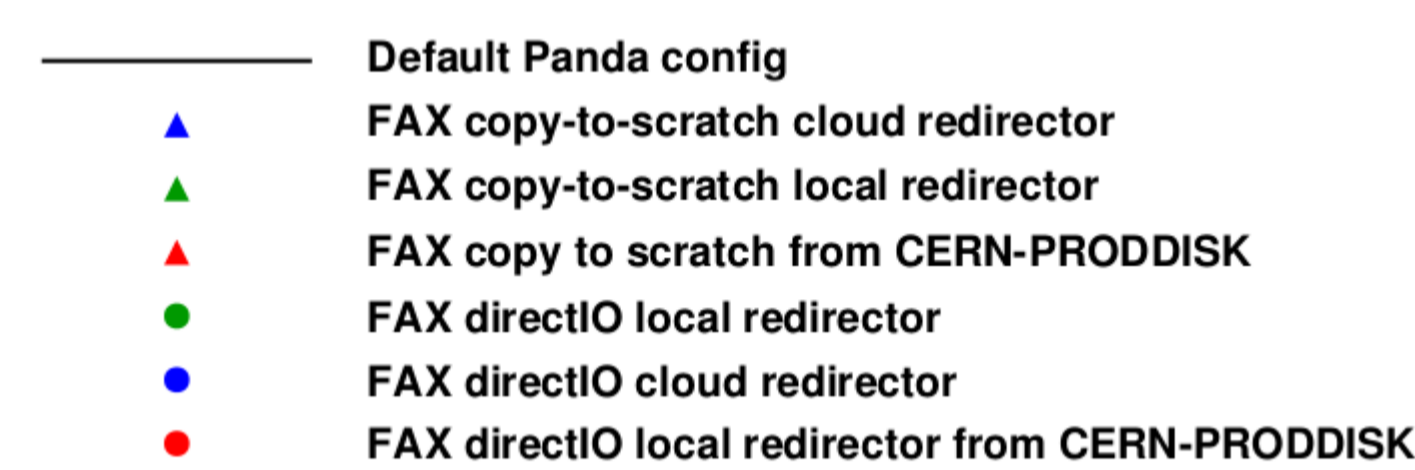 Default Panda config
FAX copy-to-scratch cloud redirector
FAX copy-to-scratch local redirector
FAX copy to scratch from CERN-PRODDISK
FAX directIO local redirector
FAX directIO cloud redirector
FAX directIO local redirector from CERN-PRODDISK